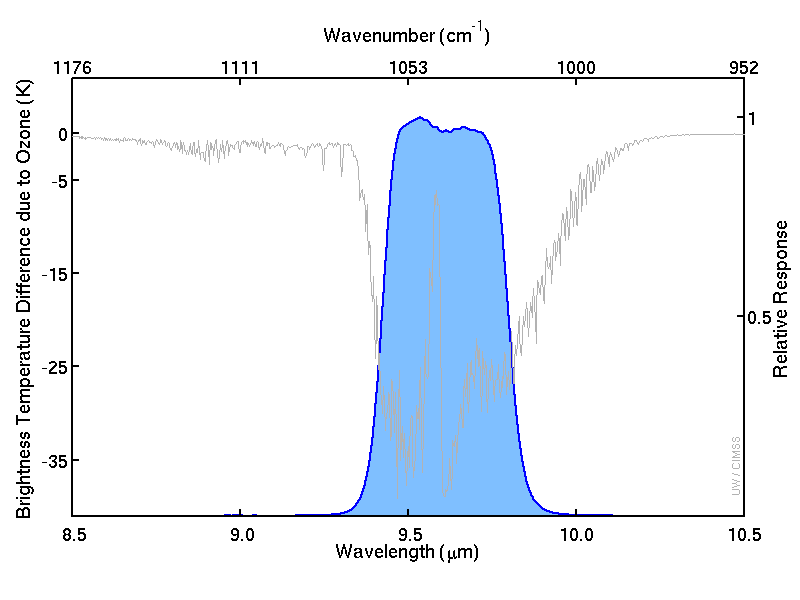 Wavenumber (cm-1)
1176 1111 1053 1000 952
Brightness Temperature Difference due to Ozone (K)
0
-5
-15
-25
-35
1
0.5
Relative Response
UW / CIMSS
8.5 9.0 9.5 10.0 10.5
Wavelength (μm)